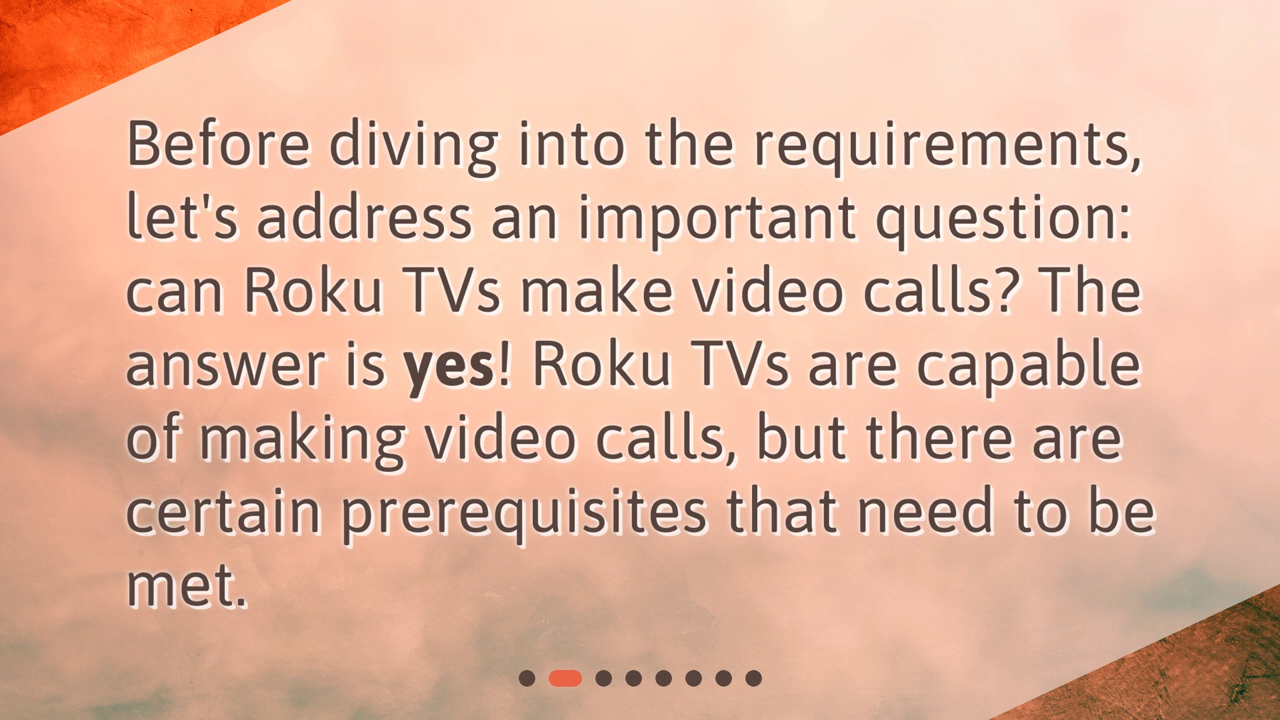 Before diving into the requirements,
let's address an important question:
can Roku TVs make video calls? The
answer is yes! Roku TVs are capable
of making video calls, but there are
certain prerequisites that need to be
met.